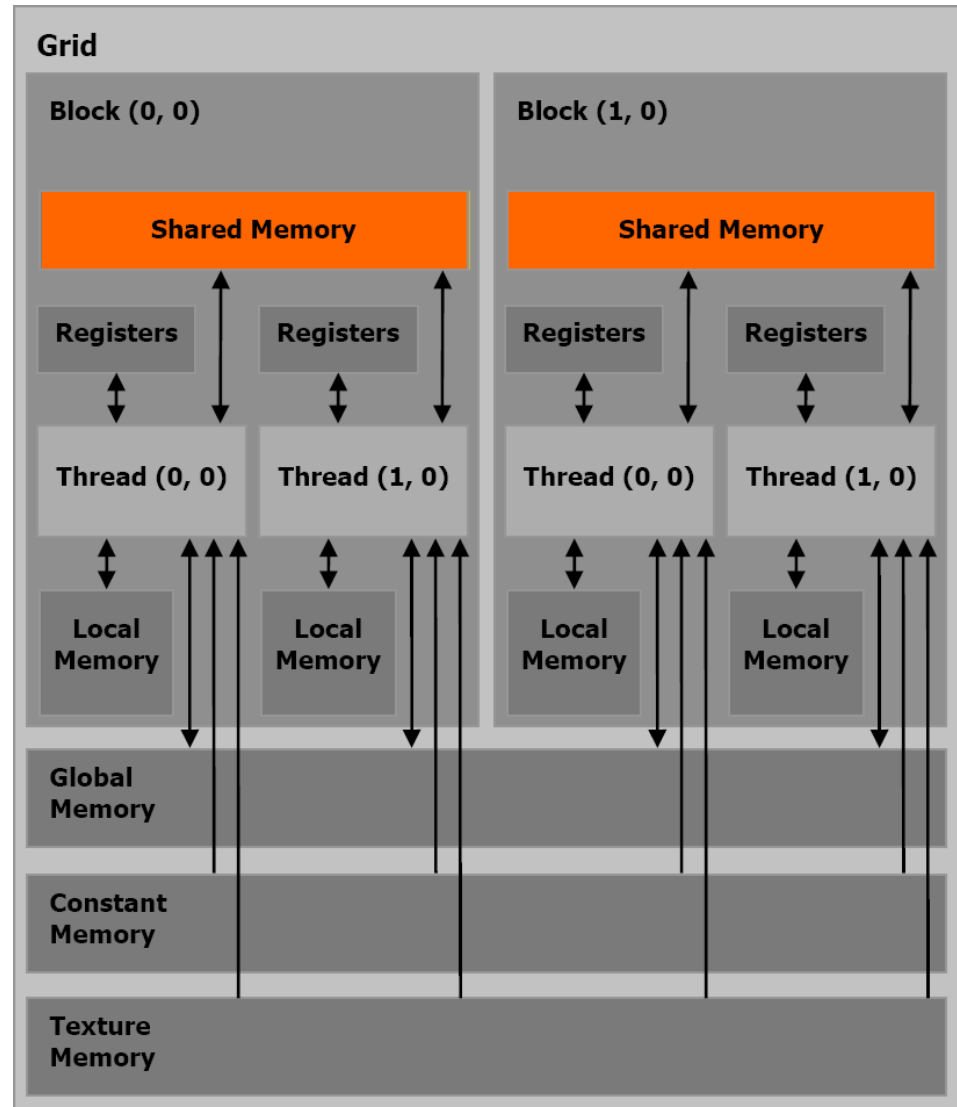 Grid
Block (0, 0)
Block (1, 0)
Shared Memory
Shared Memory
Registers
Registers
Registers
Registers
Thread (0, 0)
Thread (1, 0)
Thread (0, 0)
Thread (1, 0)
Local
Memory
Local
Memory
Local
Memory
Local
Memory
Global
Memory
Constant
Memory
Texture
Memory